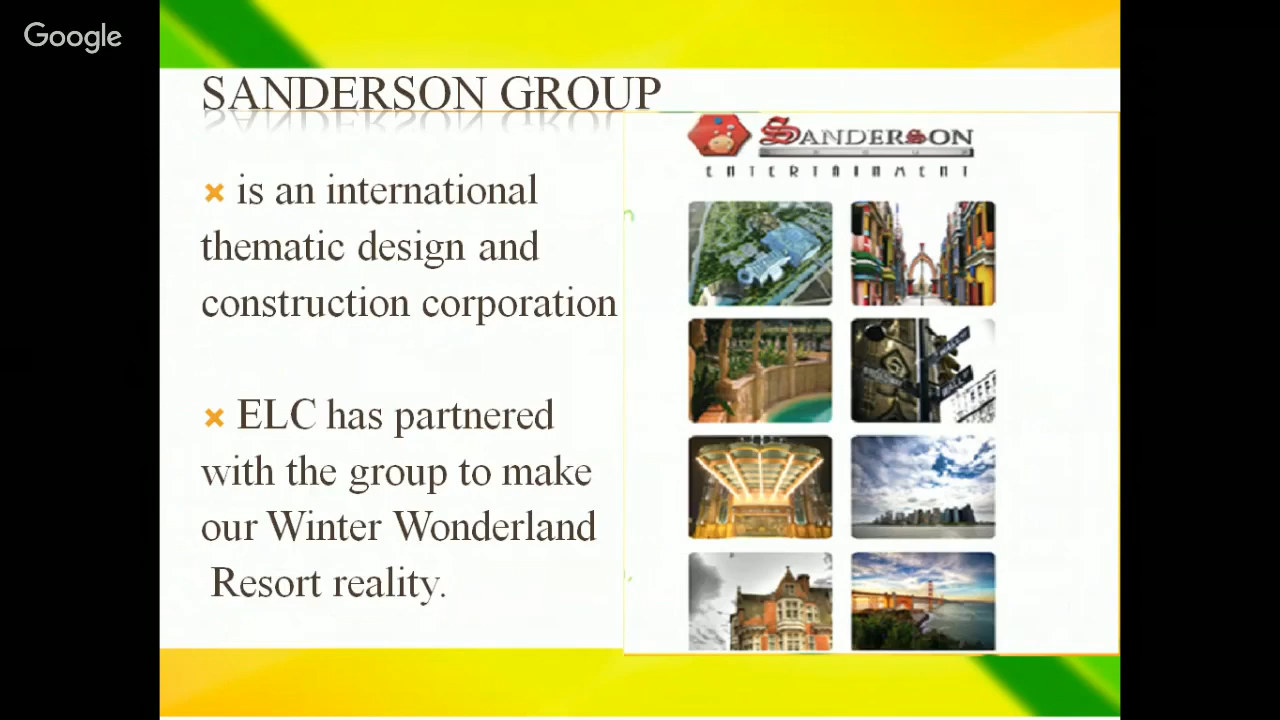 Google
SANDERSON GROUP
× is an international
thematic design and
construction corporation
× ELC has partnered
with the group to make
our Winter Wonderland
Resort reality.
SANDERSON
GROUP
ENTERTAINMENT